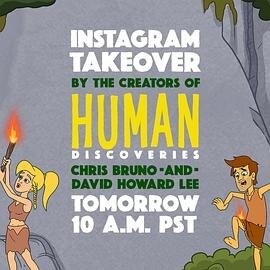 INSTAGRAM
TAKEOVER
BY THE CREATORS OF
HUMAN
DISCOVERIES
CHRIS BRUNO -AND-
DAVID HOWARD LEE
TOMORROW
10 A.M. PST